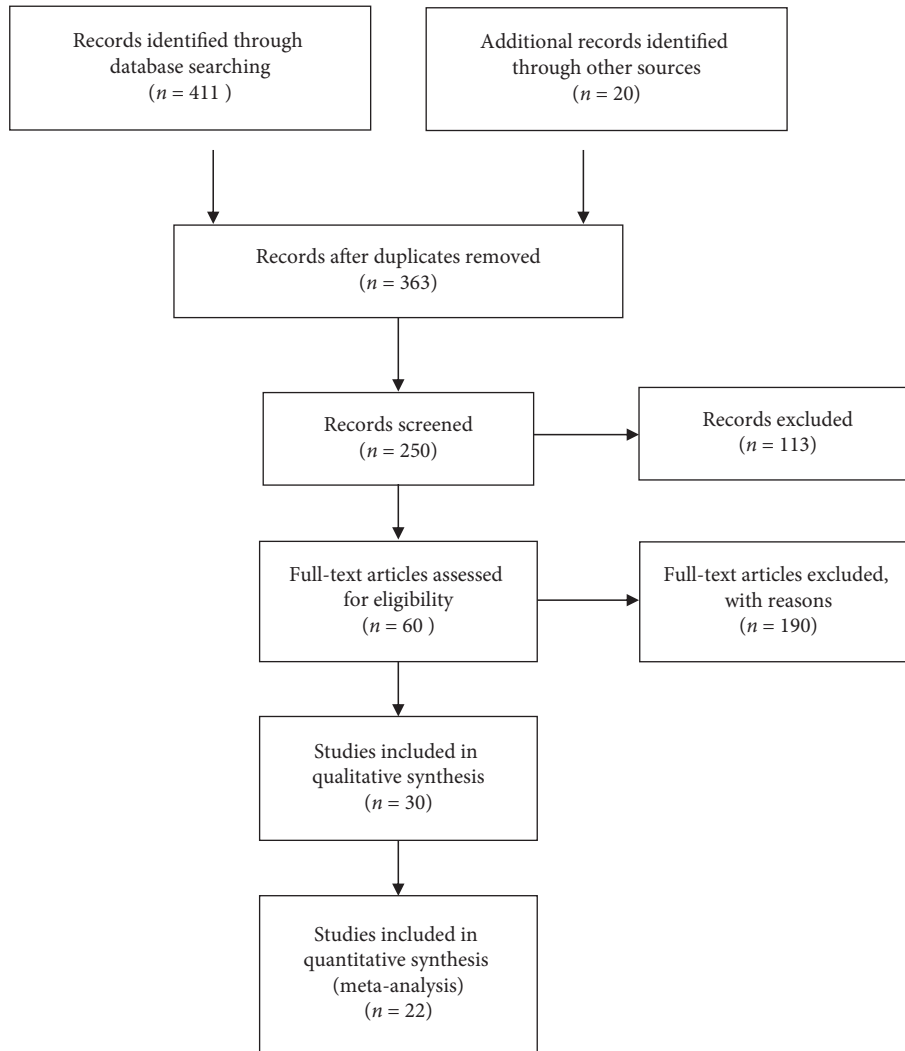 Records identified through
database searching
(n = 411 )
Additional records identified
through other sources
(n = 20)
Records after duplicates removed
(n = 363)
Records screened
(n = 250)
Records excluded
(n = 113)
Full-text articles assessed
for eligibility
(n = 60 )
Full-text articles excluded,
with reasons
(n = 190)
Studies included in
qualitative synthesis
(n = 30)
Studies included in
quantitative synthesis
(meta-analysis)
(n = 22)